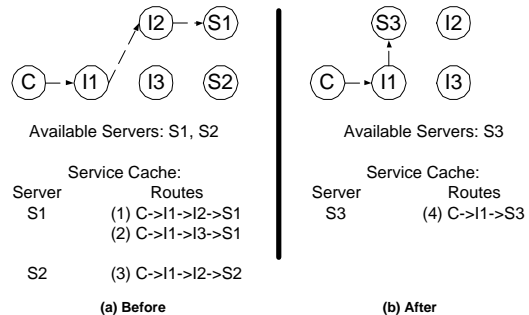 I2 S1
C I1 I3 S2
Available Servers: S1, S2
Service Cache:
Server Routes
S1 (1) C->I1->I2->S1
(2) C->I1->I3->S1
S2 (3) C->I1->I2->S2
(a) Before
S3 I2
C I1 I3
Available Servers: S3
Service Cache:
Server Routes
S3 (4) C->I1->S3
(b) After